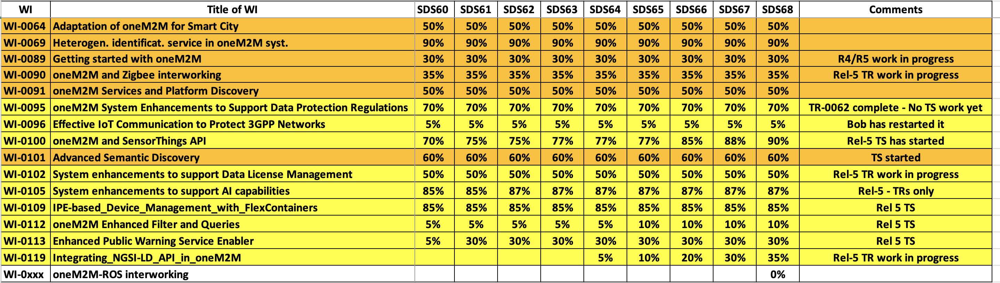 WI Title of WI SDS60 SDS61 SDS62 SDS63 SDS64 SDS65 SDS66 SDS67 SDS68 Comments
WI-0064 Adaptation of oneM2M for Smart City 50% 50% 50% 50% 50% 50% 50% 50% 50%
WI-0069 Heterogen. identificat. service in oneM2M syst. 90% 90% 90% 90% 90% 90% 90% 90% 90%
WI-0089 Getting started with oneM2M 30% 30% 30% 30% 30% 30% 30% 30% 30% R4/R5 work in progress
WI-0090 oneM2M and Zigbee interworking 35% 35% 35% 35% 35% 35% 35% 35% 35% Rel-5 TR work in progress
WI-0091 oneM2M Services and Platform Discovery 50% 50% 50% 50% 50% 50% 50% 50% 50%
WI-0095 oneM2M System Enhancements to Support Data Protection Regulations 70% 70% 70% 70% 70% 70% 70% 70% 70% TR-0062 complete - No TS work yet
WI-0096 Effective IoT Communication to Protect 3GPP Networks 5% 5% 5% 5% 5% 5% 5% 5% 5% Bob has restarted it
WI-0100 oneM2M and SensorThings API 70% 75% 75% 77% 77% 77% 85% 88% 90% Rel-5 TS has started
WI-0101 Advanced Semantic Discovery 60% 60% 60% 60% 60% 60% 60% 60% 60% TS started
WI-0102 System enhancements to support Data License Management 50% 50% 50% 50% 50% 50% 50% 50% 50% Rel-5 TR work in progress
WI-0105 System enhancements to support AI capabilities 85% 85% 87% 87% 87% 87% 87% 87% 87% Rel-5 - TRs only
WI-0109 IPE-based_Device_Management_with_FlexContainers 85% 85% 85% 85% 85% 85% 85% 85% 85% Rel 5 TS
WI-0112 oneM2M Enhanced Filter and Queries 5% 5% 5% 5% 5% 10% 10% 10% 10% Rel 5 TS
WI-0113 Enhanced Public Warning Service Enabler 5% 30% 30% 30% 30% 30% 30% 30% 30% Rel 5 TS
WI-0119 Integrating_NGSI-LD_API_in_oneM2M 5% 10% 20% 30% 35% Rel-5 TR work in progress
WI-0xxx oneM2M-ROS interworking 0%